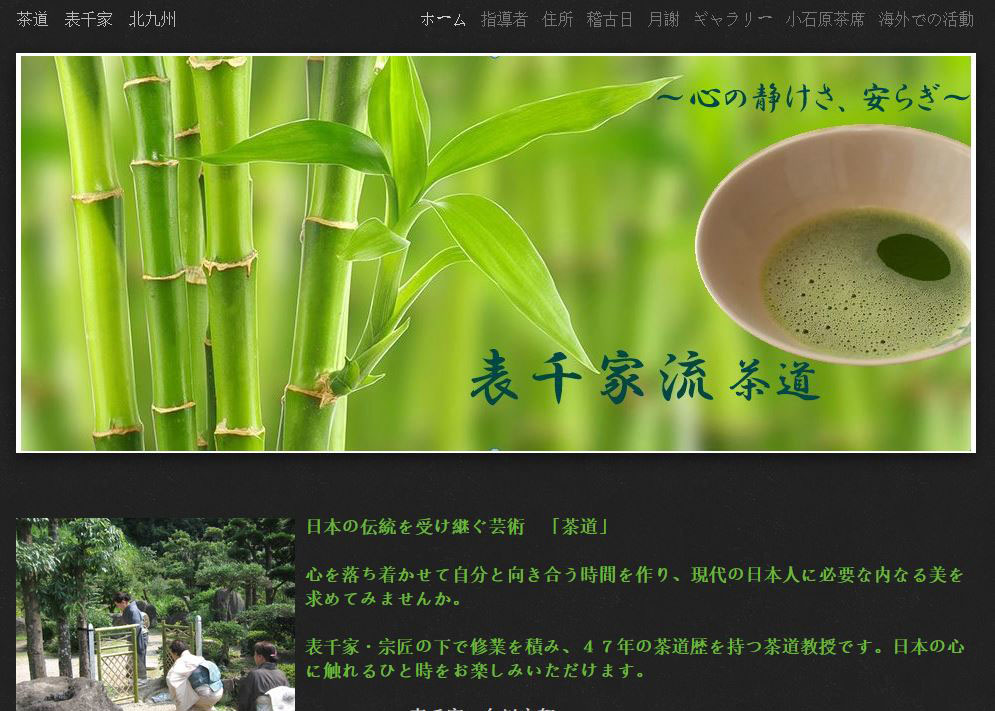 茶道　表千家　北九州
ホーム 指導者 住所 稽古日 月謝 ギャラリー 小石原茶席 海外での活動
～心の静けさ、安らぎ～
表千家流 茶道
日本の伝統を受け継ぐ芸術　「茶道」
心を落ち着かせて自分と向き合う時間を作り、現代の日本人に必要な内なる美を
求めてみませんか。
表千家・宗匠の下で修業を積み、４７年の茶道歴を持つ茶道教授です。日本の心
に触れるひと時をお楽しみいただけます。